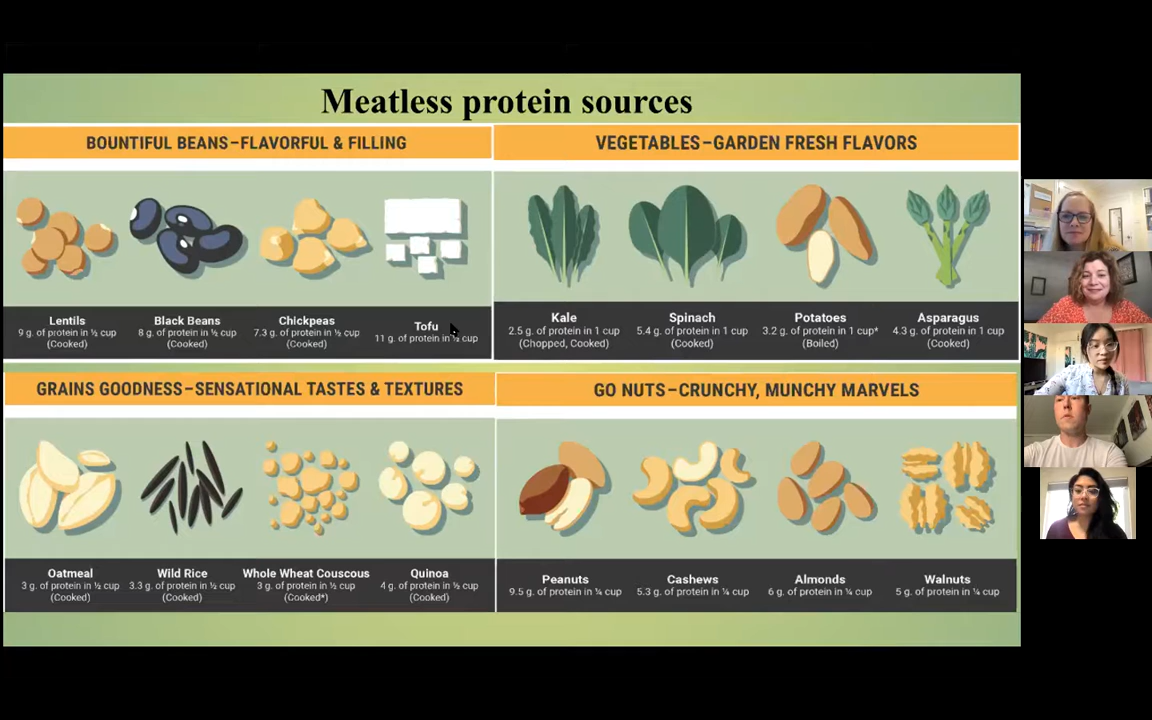 Meatless protein sources
BOUNTIFUL BEANS–FLAVORFUL & FILLING
Lentils
9 g. of protein in ½ cup
(Cooked)
Black Beans
8 g. of protein in ½ cup
(Cooked)
Chickpeas
7.3 g. of protein in ½ cup
(Cooked)
Tofu
11 g. of protein in ½ cup
VEGETABLES–GARDEN FRESH FLAVORS
Kale
2.5 g. of protein in 1 cup
(Chopped, Cooked)
Spinach
5.4 g. of protein in 1 cup
(Cooked)
Potatoes
3.2 g. of protein in 1 cup*
(Boiled)
Asparagus
4.3 g. of protein in 1 cup
(Cooked)
GRAINS GOODNESS–SENSATIONAL TASTES & TEXTURES
Oatmeal
3 g. of protein in ½ cup
(Cooked)
Wild Rice
3.3 g. of protein in ½ cup
(Cooked)
Whole Wheat Couscous
3 g. of protein in ½ cup
(Cooked*)
Quinoa
4 g. of protein in ½ cup
(Cooked)
GO NUTS–CRUNCHY, MUNCHY MARVELS
Peanuts
9.5 g. of protein in ¼ cup
Cashews
5.3 g. of protein in ¼ cup
Almonds
6 g. of protein in ¼ cup
Walnuts
5 g. of protein in ¼ cup